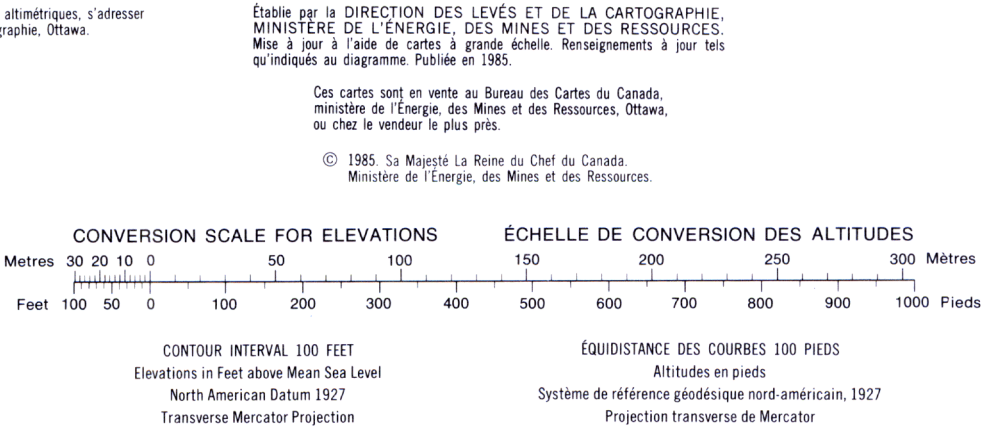 altimétriques, s'adresser
graphie, Ottawa.
Établie par la DIRECTION DES LEVÉS ET DE LA CARTOGRAPHIE,
MINISTÈRE DE L'ÉNERGIE, DES MINES ET DES RESSOURCES.
Mise à jour à l'aide de cartes à grande échelle. Renseignements à jour tels
qu'indiqués au diagramme. Publiée en 1985.
Ces cartes sont en vente au Bureau des Cartes du Canada,
ministère de l'Énergie, des Mines et des Ressources, Ottawa,
ou chez le vendeur le plus près.
© 1985. Sa Majesté La Reine du Chef du Canada.
Ministère de l'Énergie, des Mines et des Ressources.
CONVERSION SCALE FOR ELEVATIONS ÉCHELLE DE CONVERSION DES ALTITUDES
Metres 30 20 10 0 50 100 150 200 250 300 Mètres
Feet 100 50 0 100 200 300 400 500 600 700 800 900 1000 Pieds
CONTOUR INTERVAL 100 FEET
Elevations in Feet above Mean Sea Level
North American Datum 1927
Transverse Mercator Projection
ÉQUIDISTANCE DES COURBES 100 PIEDS
Altitudes en pieds
Système de référence géodésique nord-américain, 1927
Projection transverse de Mercator